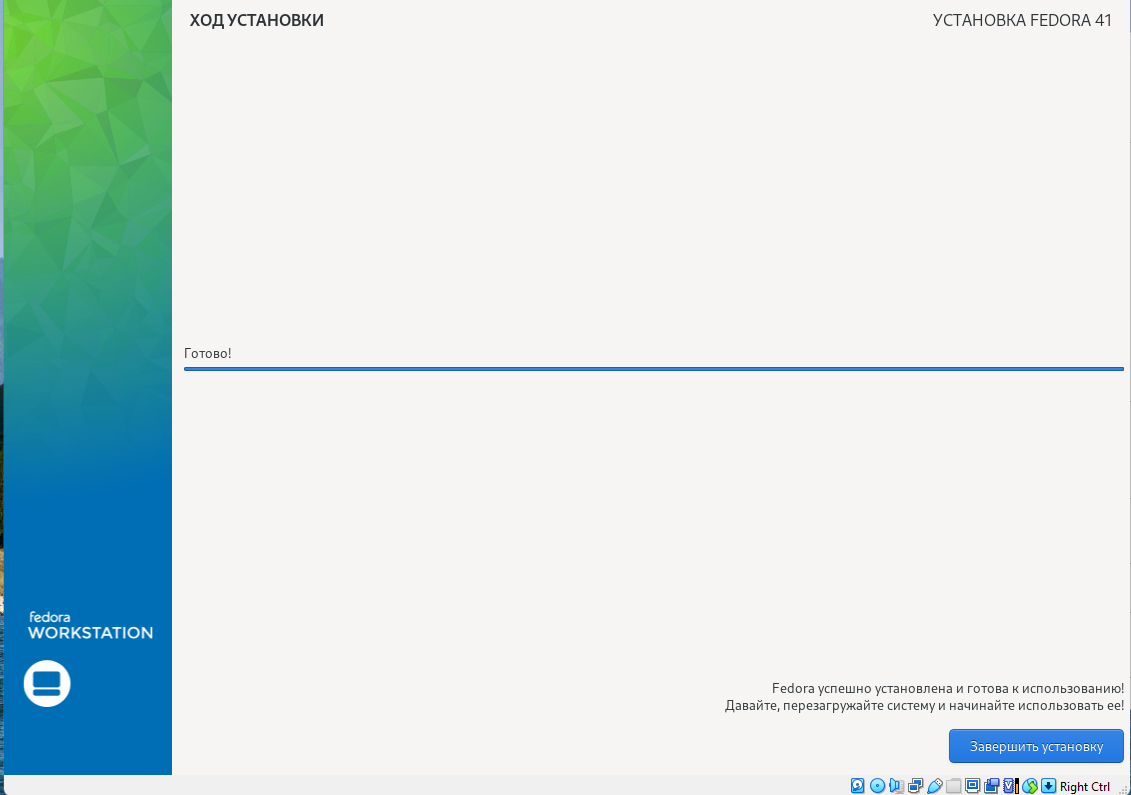 ХОД УСТАНОВКИ
УСТАНОВКА FEDORA 41
Готово!
fedora
WORKSTATION
Fedora успешно установлена и готова к использованию!
Давайте, перезагружайте систему и начинайте использовать ее!
Завершить установку
Right Ctrl